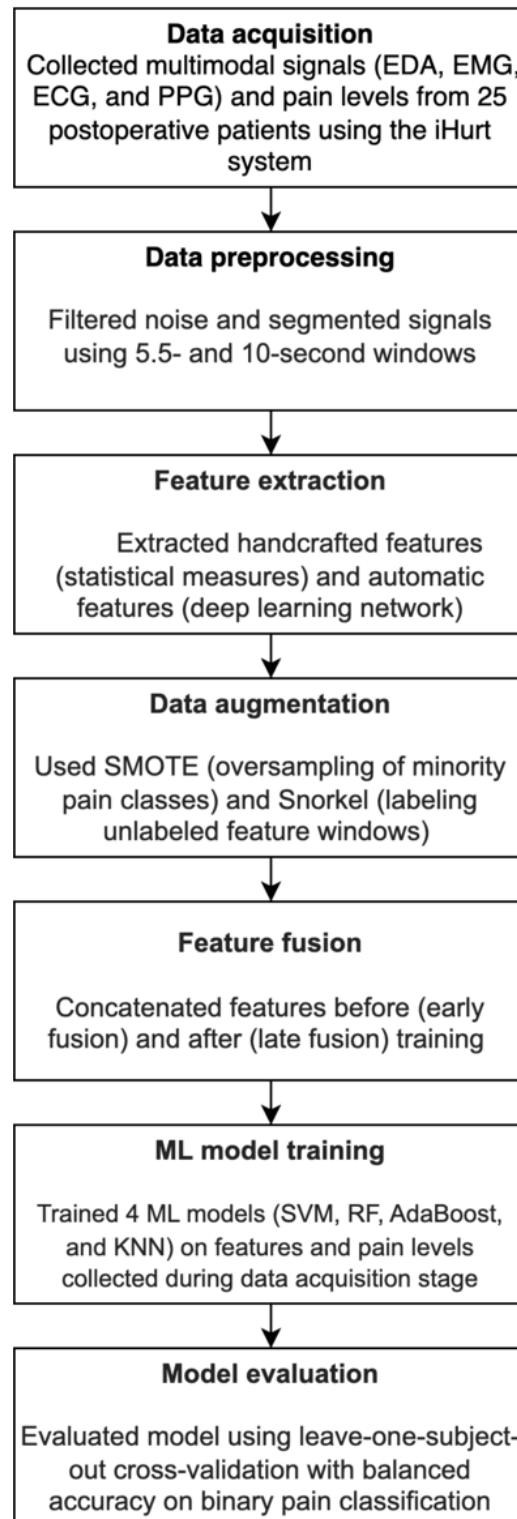 Data acquisition
Collected multimodal signals (EDA, EMG,
ECG, and PPG) and pain levels from 25
postoperative patients using the iHurt
system
Data preprocessing
Filtered noise and segmented signals
using 5.5- and 10-second windows
Feature extraction
Extracted handcrafted features
(statistical measures) and automatic
features (deep learning network)
Data augmentation
Used SMOTE (oversampling of minority
pain classes) and Snorkel (labeling
unlabeled feature windows)
Feature fusion
Concatenated features before (early
fusion) and after (late fusion) training
ML model training
Trained 4 ML models (SVM, RF, AdaBoost,
and KNN) on features and pain levels
collected during data acquisition stage
Model evaluation
Evaluated model using leave-one-subject-
out cross-validation with balanced
accuracy on binary pain classification